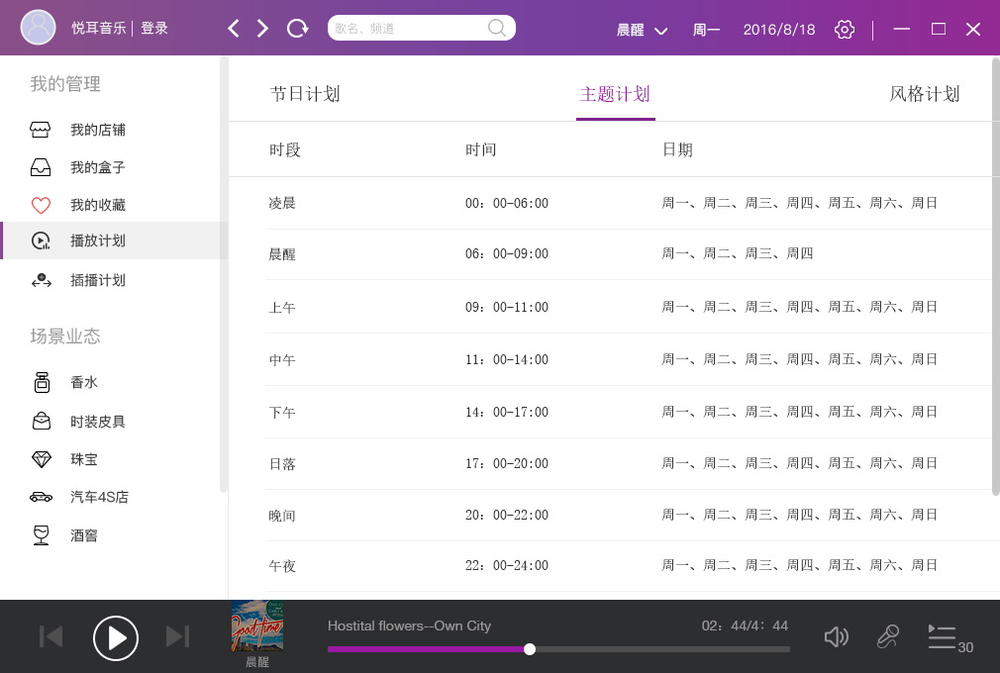 悦耳音乐| 登录
歌名、频道
晨醒 周一 2016/8/18
我的管理
我的店铺
我的盒子
我的收藏
播放计划
插播计划
场景业态
香水
时装皮具
珠宝
汽车4S店
酒窖
节日计划 主题计划 风格计划
时段 时间 日期
凌晨 00：00-06:00 周一、周二、周三、周四、周五、周六、周日
晨醒 06：00-09:00 周一、周二、周三、周四
上午 09：00-11:00 周一、周二、周三、周四、周五、周六、周日
中午 11：00-14:00 周一、周二、周三、周四、周五、周六、周日
下午 14：00-17:00 周一、周二、周三、周四、周五、周六、周日
日落 17：00-20:00 周一、周二、周三、周四、周五、周六、周日
晚间 20：00-22:00 周一、周二、周三、周四、周五、周六、周日
午夜 22：00-24:00 周一、周二、周三、周四、周五、周六、周日
Good Time
晨醒
Hostital flowers--Own City 02：44/4：44
30